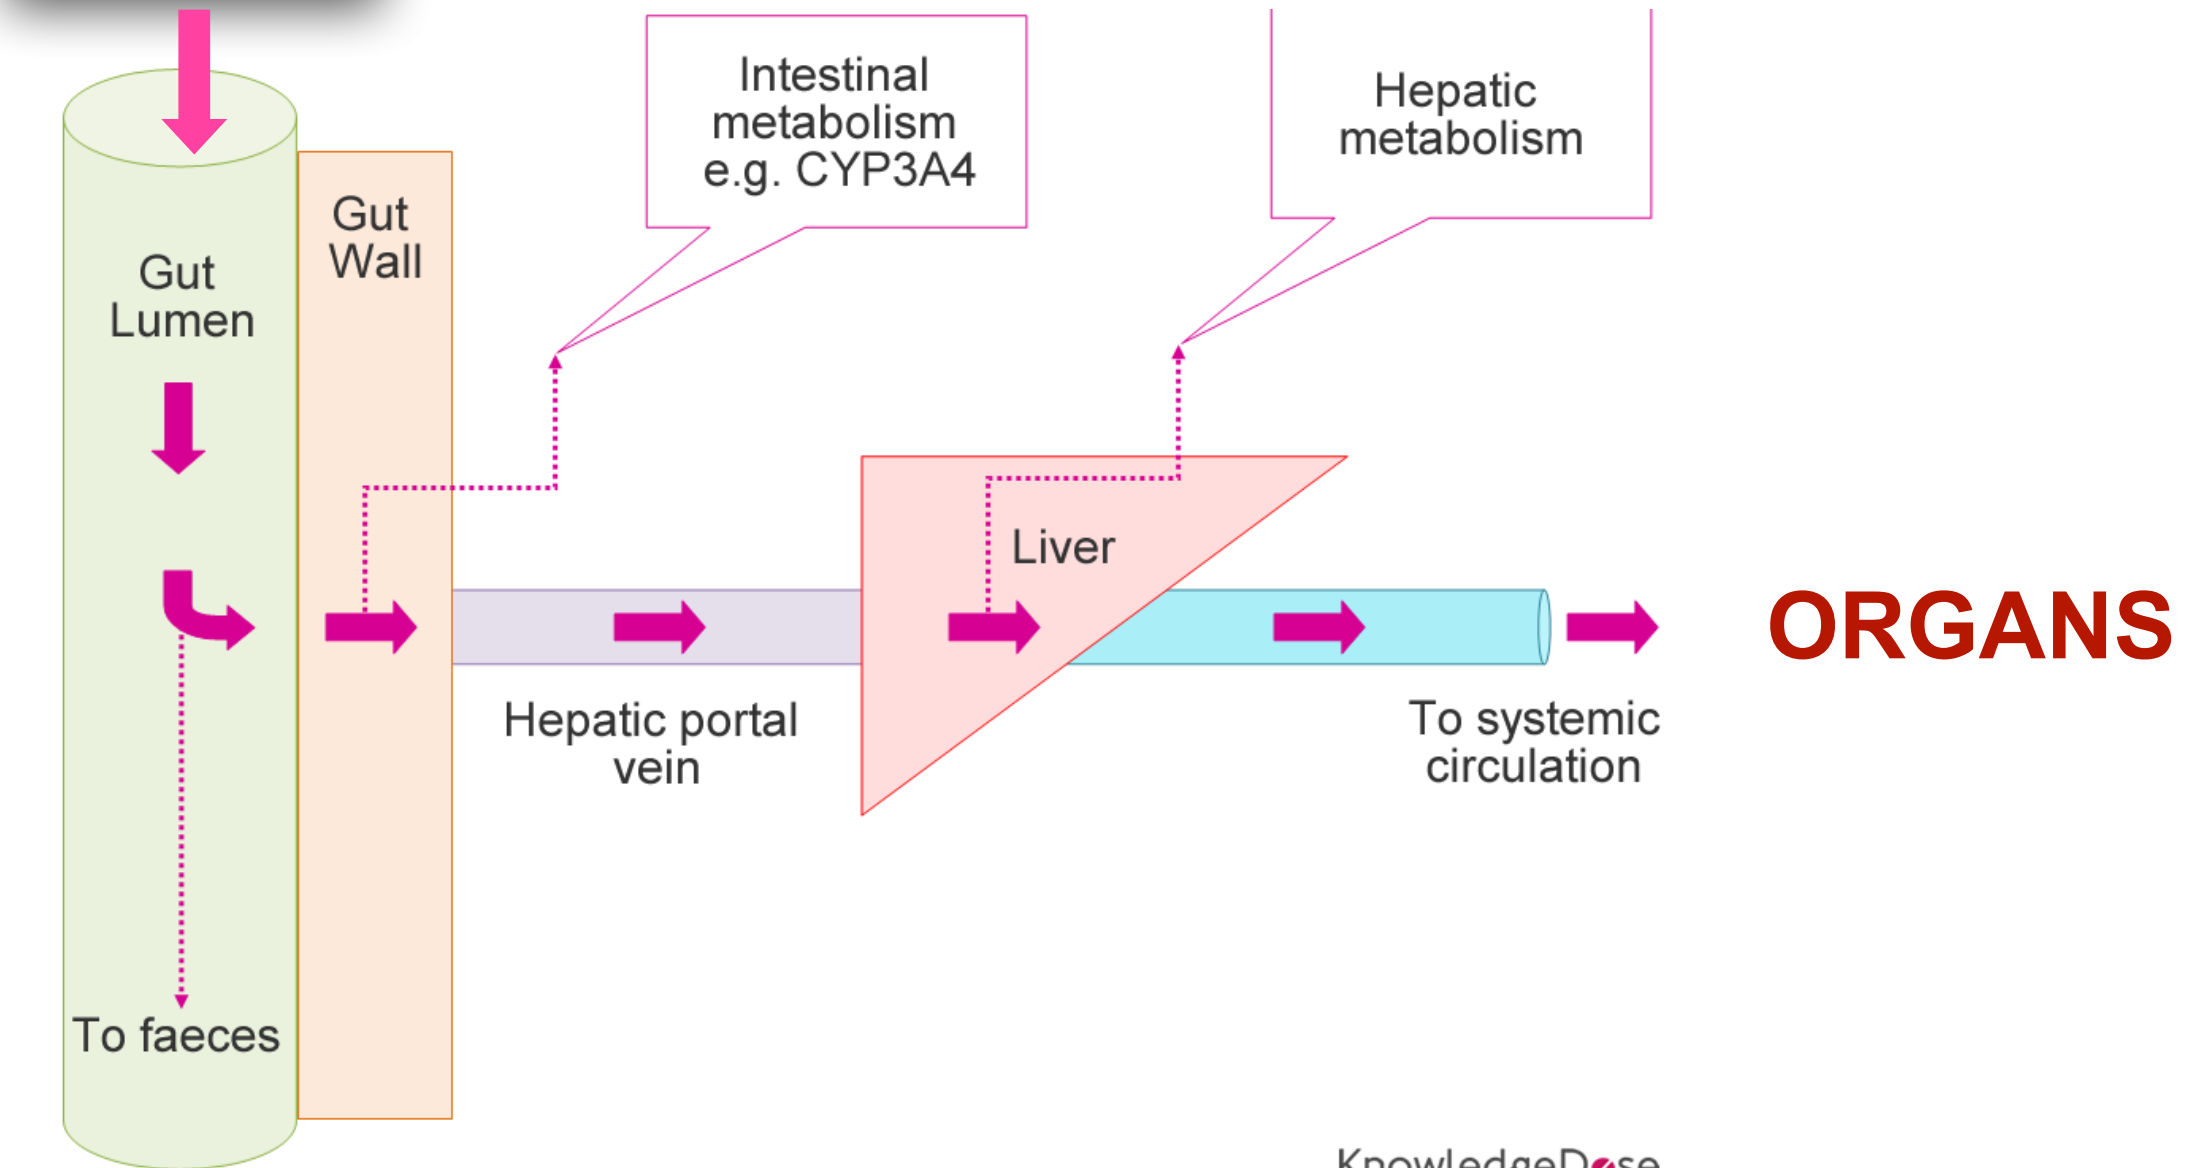 Intestinal
metabolism
e.g. CYP3A4
Hepatic
metabolism
Gut
Wall
Gut
Lumen
Liver
ORGANS
Hepatic portal
vein
To systemic
circulation
To faeces
KnowledgeDose